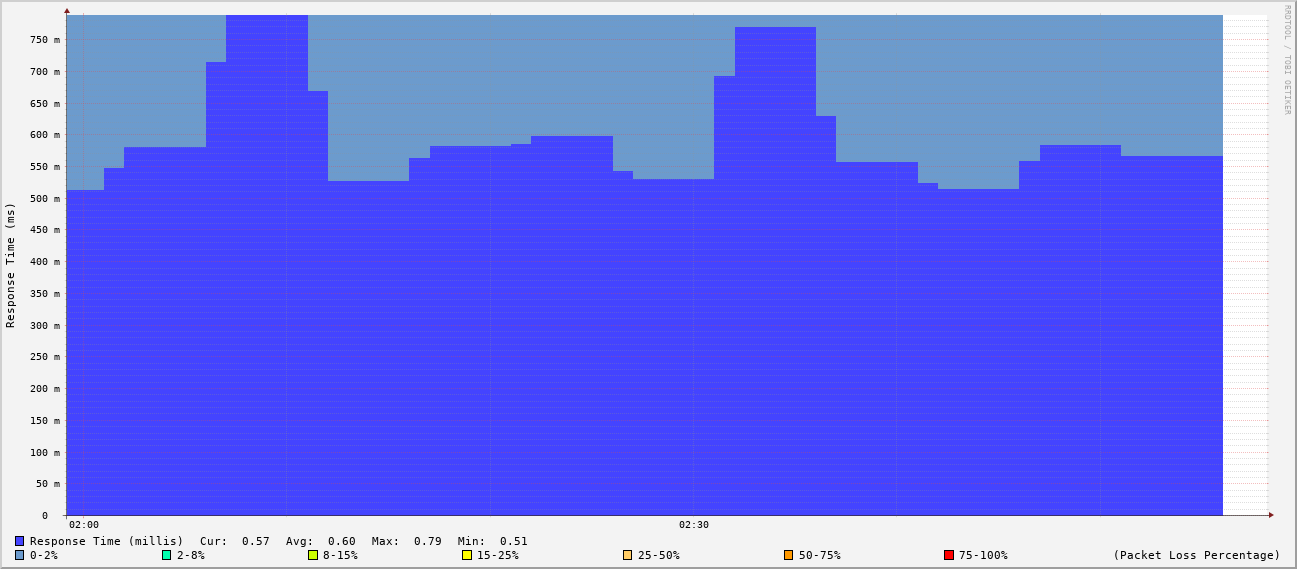 RRDTOOL / TOBI OETIKER
Response Time (ms)
750 m
700 m
650 m
600 m
550 m
500 m
450 m
400 m
350 m
300 m
250 m
200 m
150 m
100 m
50 m
0
02:00 02:30
Response Time (millis) Cur: 0.57 Avg: 0.60 Max: 0.79 Min: 0.51
0-2% 2-8% 8-15% 15-25% 25-50% 50-75% 75-100% (Packet Loss Percentage)